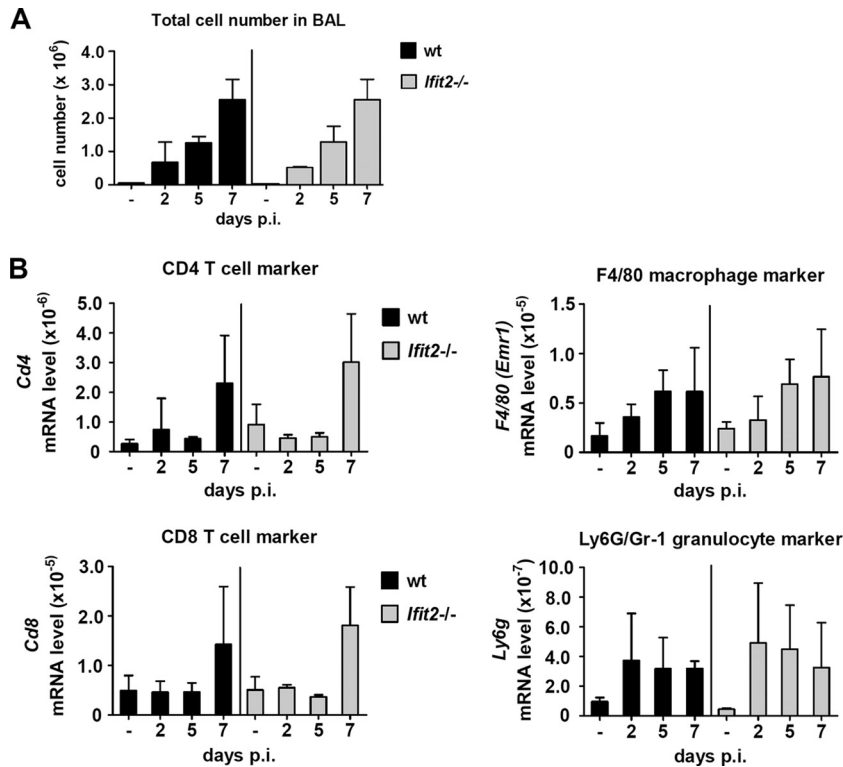 A
Total cell number in BAL
cell number (x 10⁶)
4.0
3.0
2.0
1.0
0
- 2 5 7 - 2 5 7
days p.i.
wt
Ifit2-/-
B
CD4 T cell marker
Cd4
mRNA level (x10⁻⁶)
5.0
4.0
3.0
2.0
1.0
0
- 2 5 7 - 2 5 7
days p.i.
wt
Ifit2-/-
F4/80 macrophage marker
F4/80 (Emr1)
mRNA level (x10⁻⁵)
1.5
1.0
0.5
0
- 2 5 7 - 2 5 7
days p.i.
CD8 T cell marker
Cd8
mRNA level (x10⁻⁵)
3.0
2.0
1.0
0
- 2 5 7 - 2 5 7
days p.i.
wt
Ifit2-/-
Ly6G/Gr-1 granulocyte marker
Ly6g
mRNA level (x10⁻⁷)
10.0
8.0
6.0
4.0
2.0
0
- 2 5 7 - 2 5 7
days p.i.